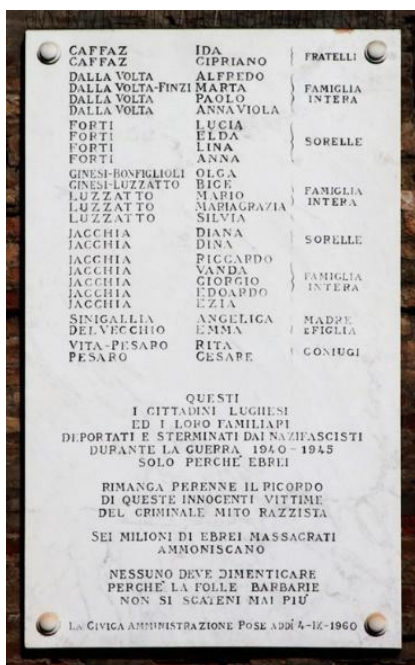 CAFFAZ IDA
CAFFAZ CIPRIANO
FRATELLI
DALLA VOLTA ALFREDO
DALLA VOLTA-FINZI MARTA
DALLA VOLTA PAOLO
DALLA VOLTA ANNAVIOLA
FAMIGLIA
INTERA
FORTI LUCIA
FORTI ELDA
FORTI LINA
FORTI ANNA
SORELLE
GINESI-BONFIGLIOLI OLGA
GINESI-LUZZATTO BICE
LUZZATTO MARIO
LUZZATTO MARIAGRAZIA
LUZZATTO SILVIA
FAMIGLIA
INTERA
JACCHIA DIANA
JACCHIA DINA
SORELLE
JACCHIA RICCARDO
JACCHIA VANDA
JACCHIA GIORGIO
JACCHIA EDOARDO
JACCHIA EZIA
FAMIGLIA
INTERA
SINIGALLIA ANGELICA
DEL VECCHIO EMMA
MADRE
E FIGLIA
VITA-PESARO RITA
PESARO CESARE
CONIUGI
QUESTI
I CITTADINI LUGHESI
ED I LORO FAMILIARI
DEPORTATI E STERMINATI DAI NAZIFASCISTI
DURANTE LA GUERRA 1940-1945
SOLO PERCHÈ EBREI
RIMANGA PERENNE IL RICORDO
DI QUESTE INNOCENTI VITTIME
DEL CRIMINALE MITO RAZZISTA
SEI MILIONI DI EBREI MASSACRATI
AMMONISCANO
NESSUNO DEVE DIMENTICARE
PERCHÈ LA FOLLE BARBARIE
NON SI SCATENI MAI PIÙ
LA CIVICA AMMINISTRAZIONE POSE ADDÌ 4-IX-1960